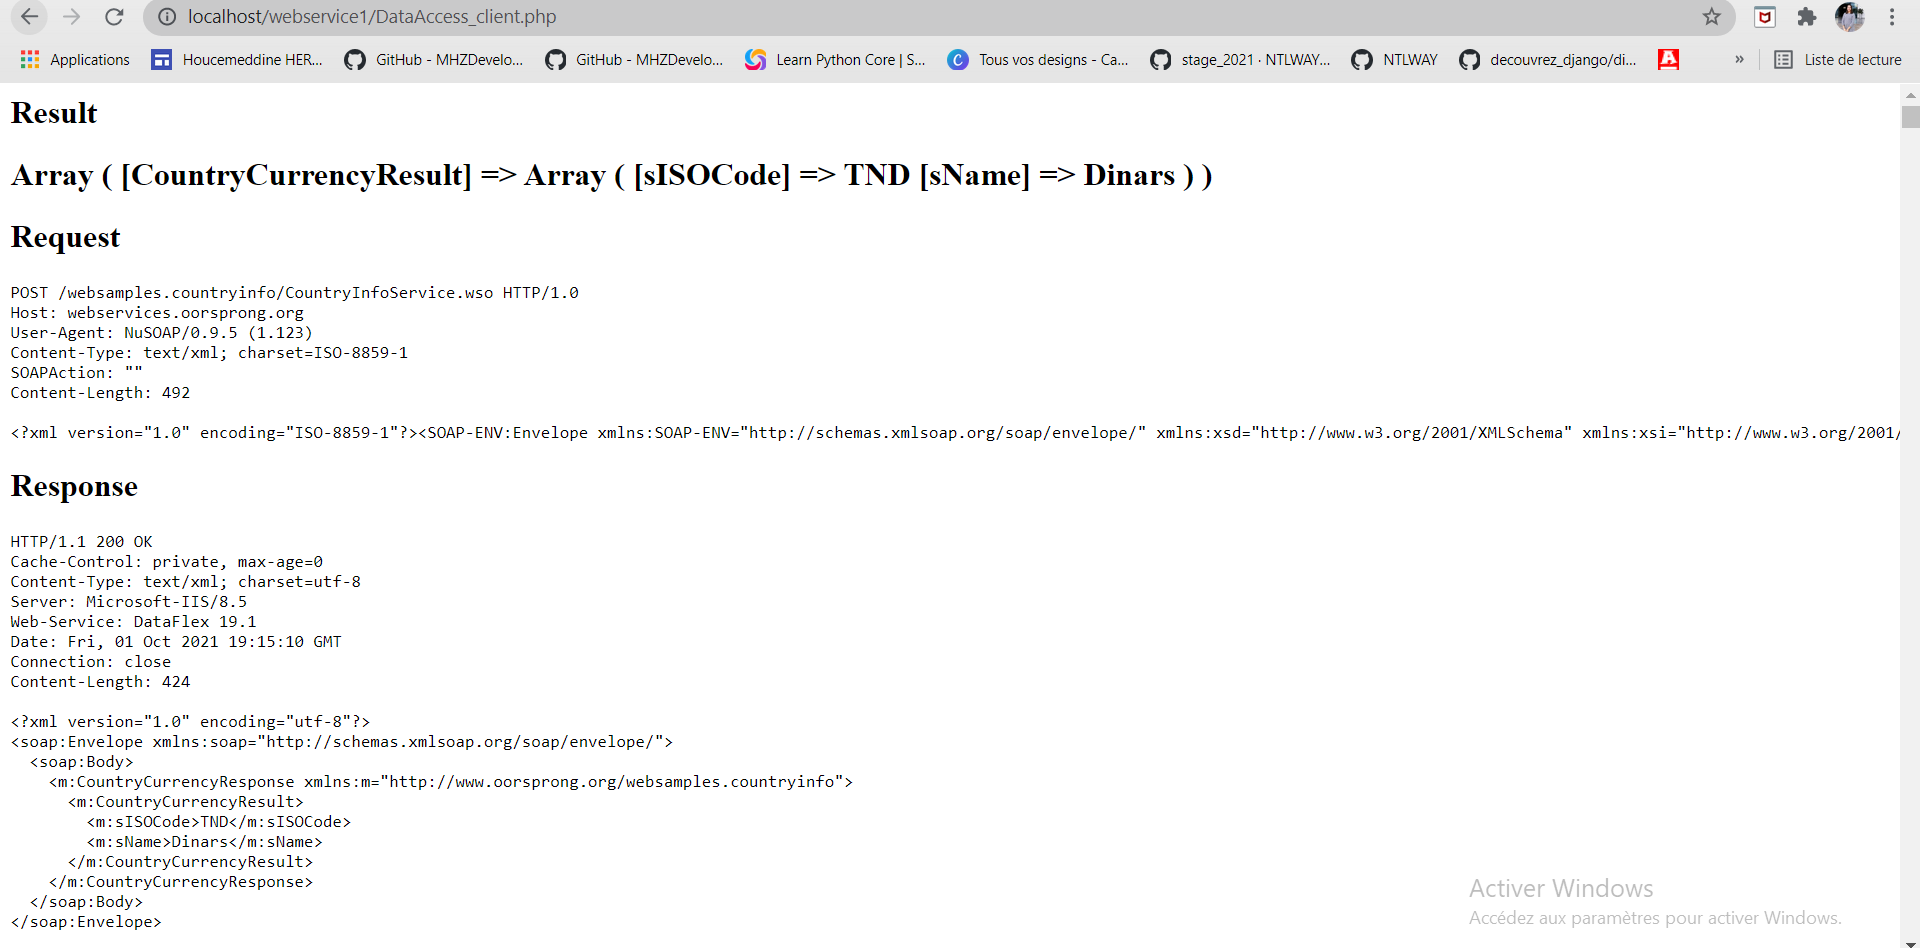 localhost/webservice1/DataAccess_client.php
Applications Houcemeddine HER... GitHub - MHZDevelo... GitHub - MHZDevelo... Learn Python Core | S... Tous vos designs - Ca... stage_2021 · NTLWAY... NTLWAY decouvrez_django/di... » Liste de lecture
Result
Array ( [CountryCurrencyResult] => Array ( [sISOCode] => TND [sName] => Dinars ) )
Request
POST /websamples.countryinfo/CountryInfoService.wso HTTP/1.0
Host: webservices.oorsprong.org
User-Agent: NuSOAP/0.9.5 (1.123)
Content-Type: text/xml; charset=ISO-8859-1
SOAPAction: ""
Content-Length: 492
<?xml version="1.0" encoding="ISO-8859-1"?><SOAP-ENV:Envelope xmlns:SOAP-ENV="http://schemas.xmlsoap.org/soap/envelope/" xmlns:xsd="http://www.w3.org/2001/XMLSchema" xmlns:xsi="http://www.w3.org/2001/
Response
HTTP/1.1 200 OK
Cache-Control: private, max-age=0
Content-Type: text/xml; charset=utf-8
Server: Microsoft-IIS/8.5
Web-Service: DataFlex 19.1
Date: Fri, 01 Oct 2021 19:15:10 GMT
Connection: close
Content-Length: 424
<?xml version="1.0" encoding="utf-8"?>
<soap:Envelope xmlns:soap="http://schemas.xmlsoap.org/soap/envelope/">
<soap:Body>
<m:CountryCurrencyResponse xmlns:m="http://www.oorsprong.org/websamples.countryinfo">
<m:CountryCurrencyResult>
<m:sISOCode>TND</m:sISOCode>
<m:sName>Dinars</m:sName>
</m:CountryCurrencyResult>
</m:CountryCurrencyResponse>
</soap:Body>
</soap:Envelope>
Activer Windows
Accédez aux paramètres pour activer Windows.